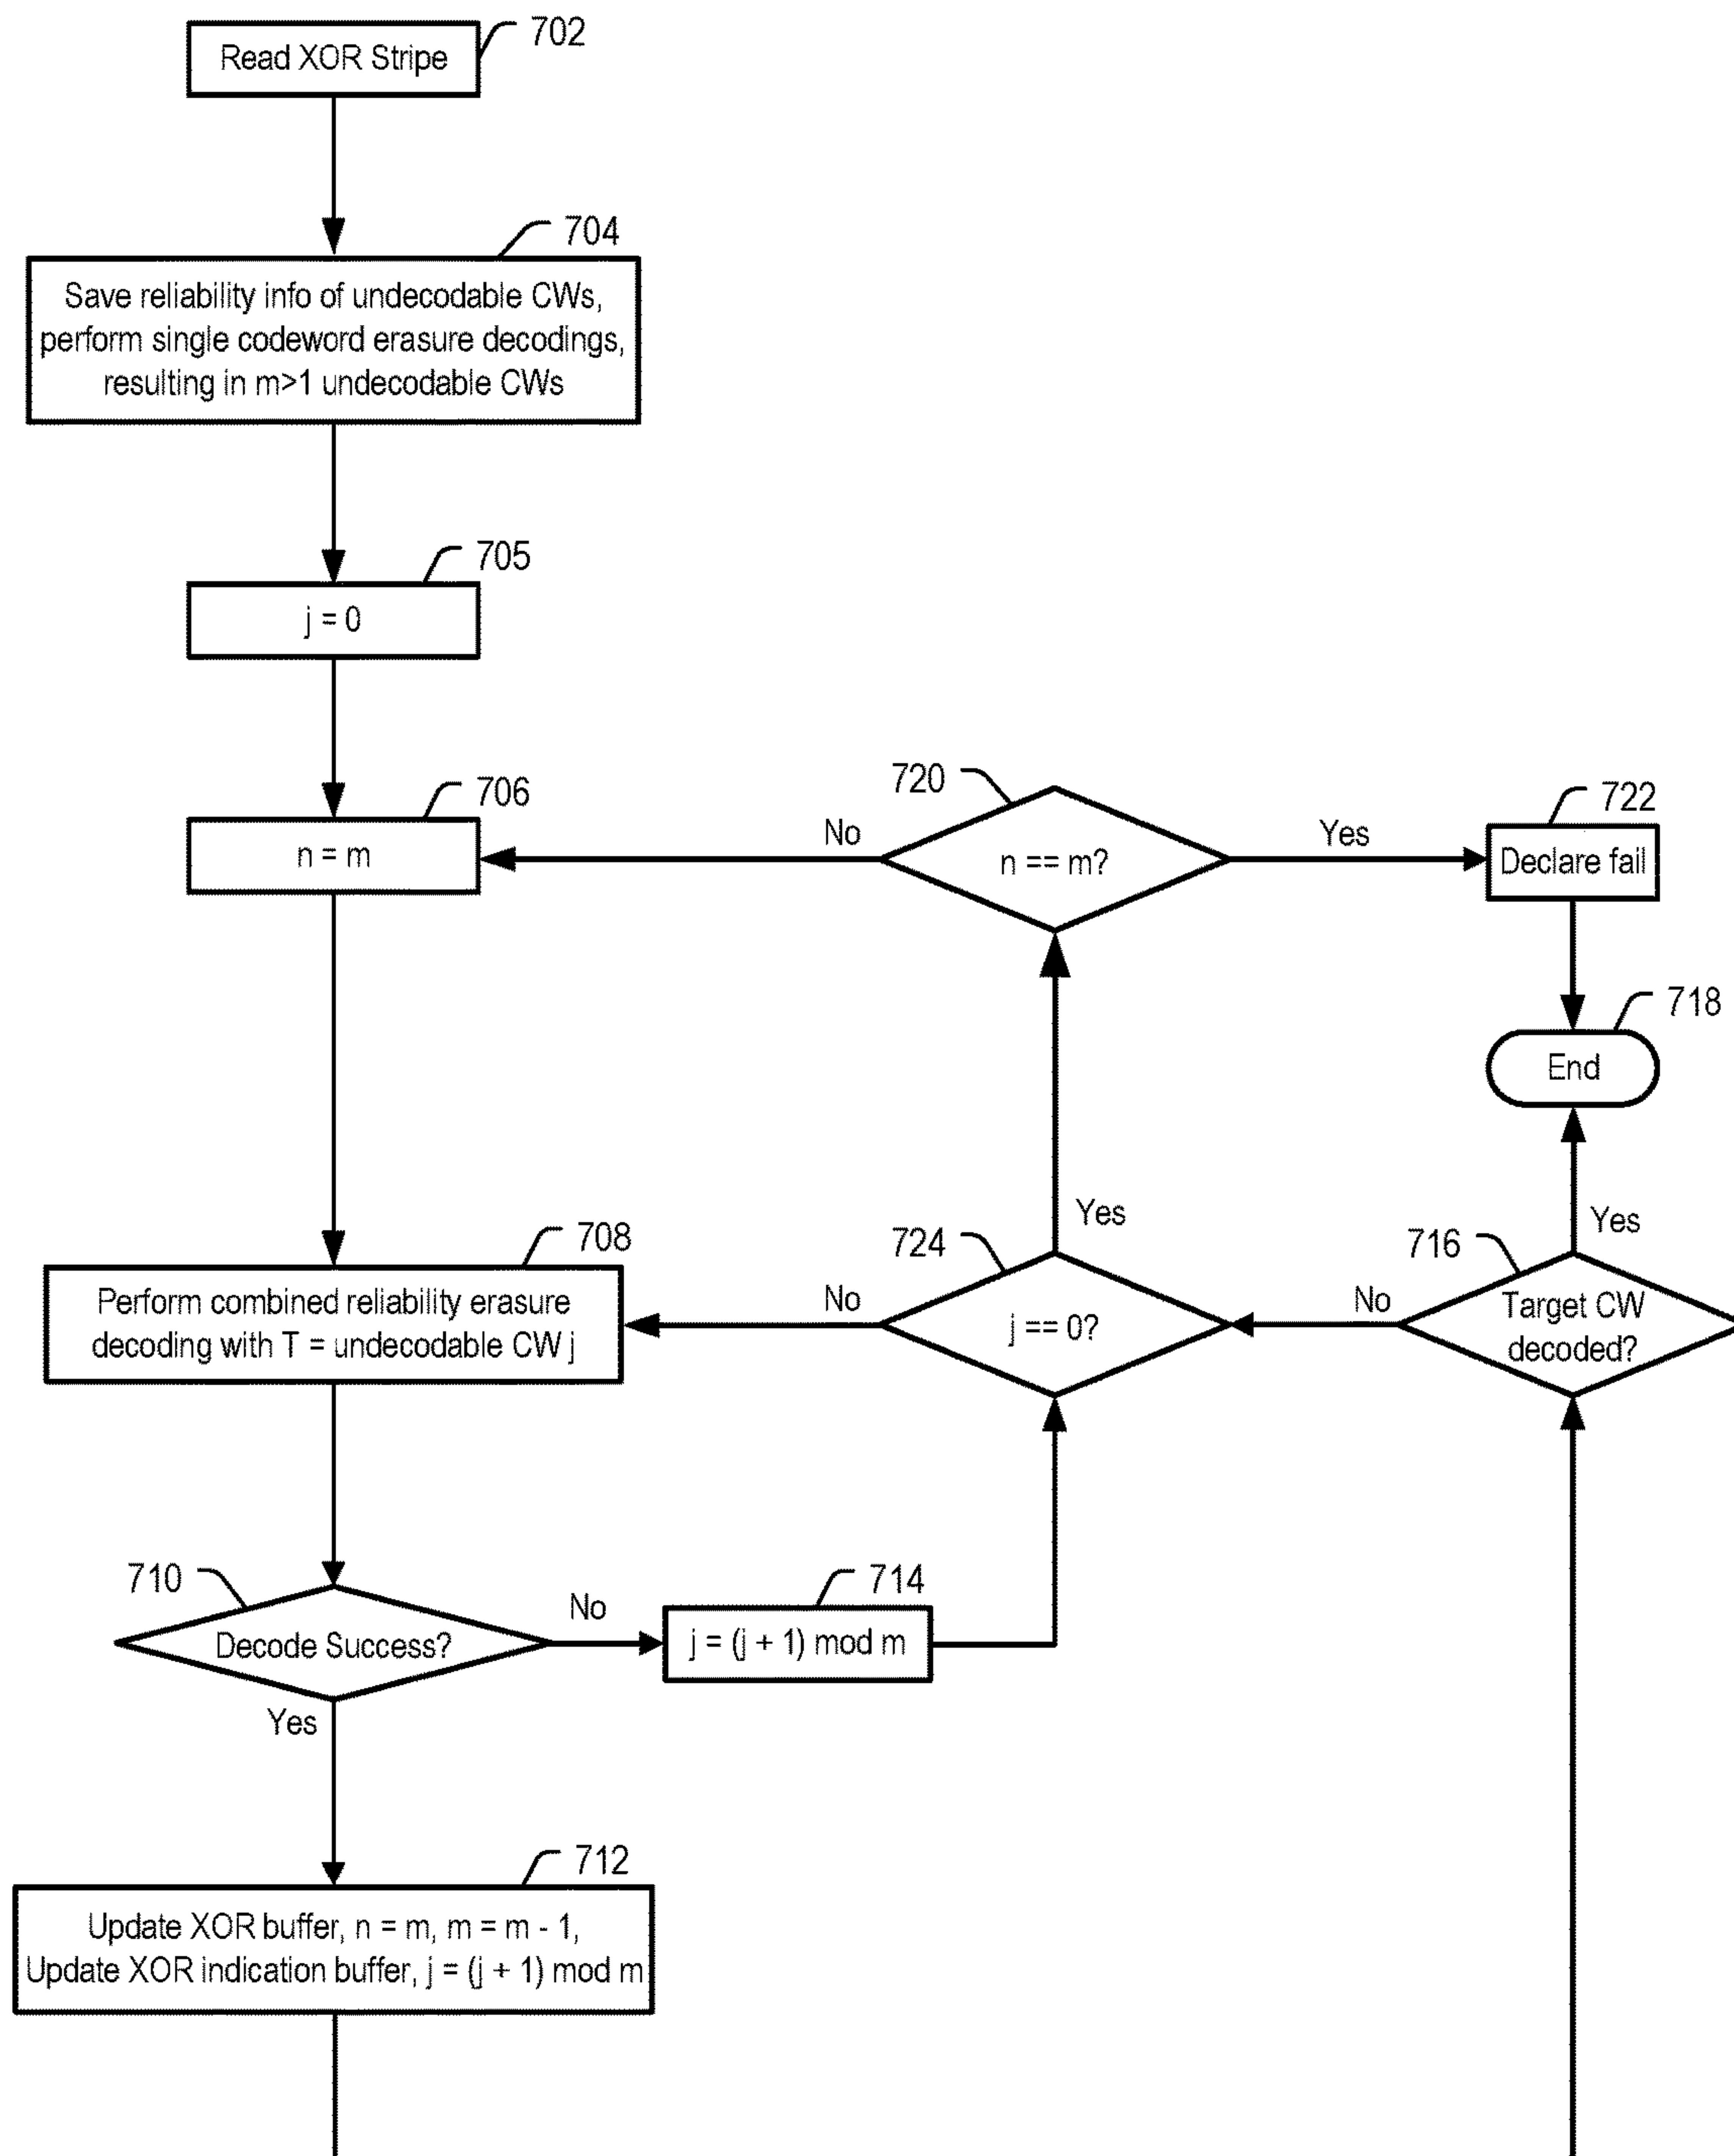 702
Read XOR Stripe
704
Save reliability info of undecodable CWs,
perform single codeword erasure decodings,
resulting in m>1 undecodable CWs
705
j = 0
706
n = m
720
No
n == m?
Yes
722
Declare fail
718
End
708
Perform combined reliability erasure
decoding with T = undecodable CW j
724
Yes
No
j == 0?
716
Yes
No
Target CW
decoded?
710
Decode Success?
No
Yes
714
j = (j + 1) mod m
712
Update XOR buffer, n = m, m = m - 1,
Update XOR indication buffer, j = (j + 1) mod m